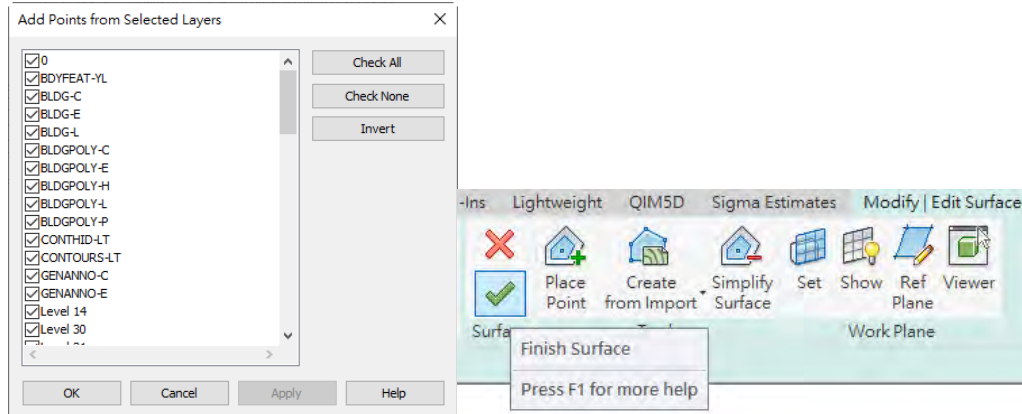 Add Points from Selected Layers
0
BDYFEAT-YL
BLDG-C
BLDG-E
BLDG-L
BLDGPOLY-C
BLDGPOLY-E
BLDGPOLY-H
BLDGPOLY-L
BLDGPOLY-P
CONTHID-LT
CONTOURS-LT
GENANNO-C
GENANNO-E
Level 14
Level 30
Check All
Check None
Invert
OK Cancel Apply Help
-Ins Lightweight QIM5D Sigma Estimates Modify | Edit Surface
Place Create Simplify Set Show Ref Viewer
Point from Import Surface Plane
Surfa Work Plane
Finish Surface
Press F1 for more help